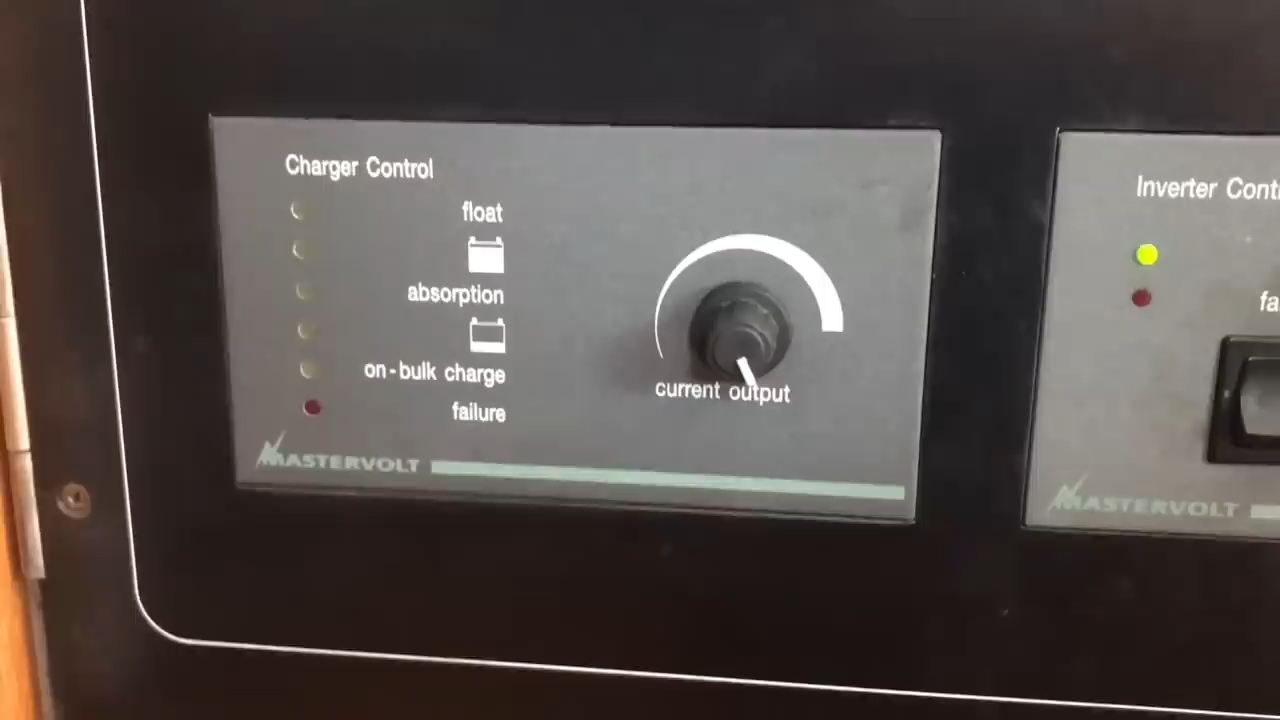 Charger Control
float
absorption
on-bulk charge
failure
current output
MASTERVOLT
Inverter Cont
fa
MASTERVOLT